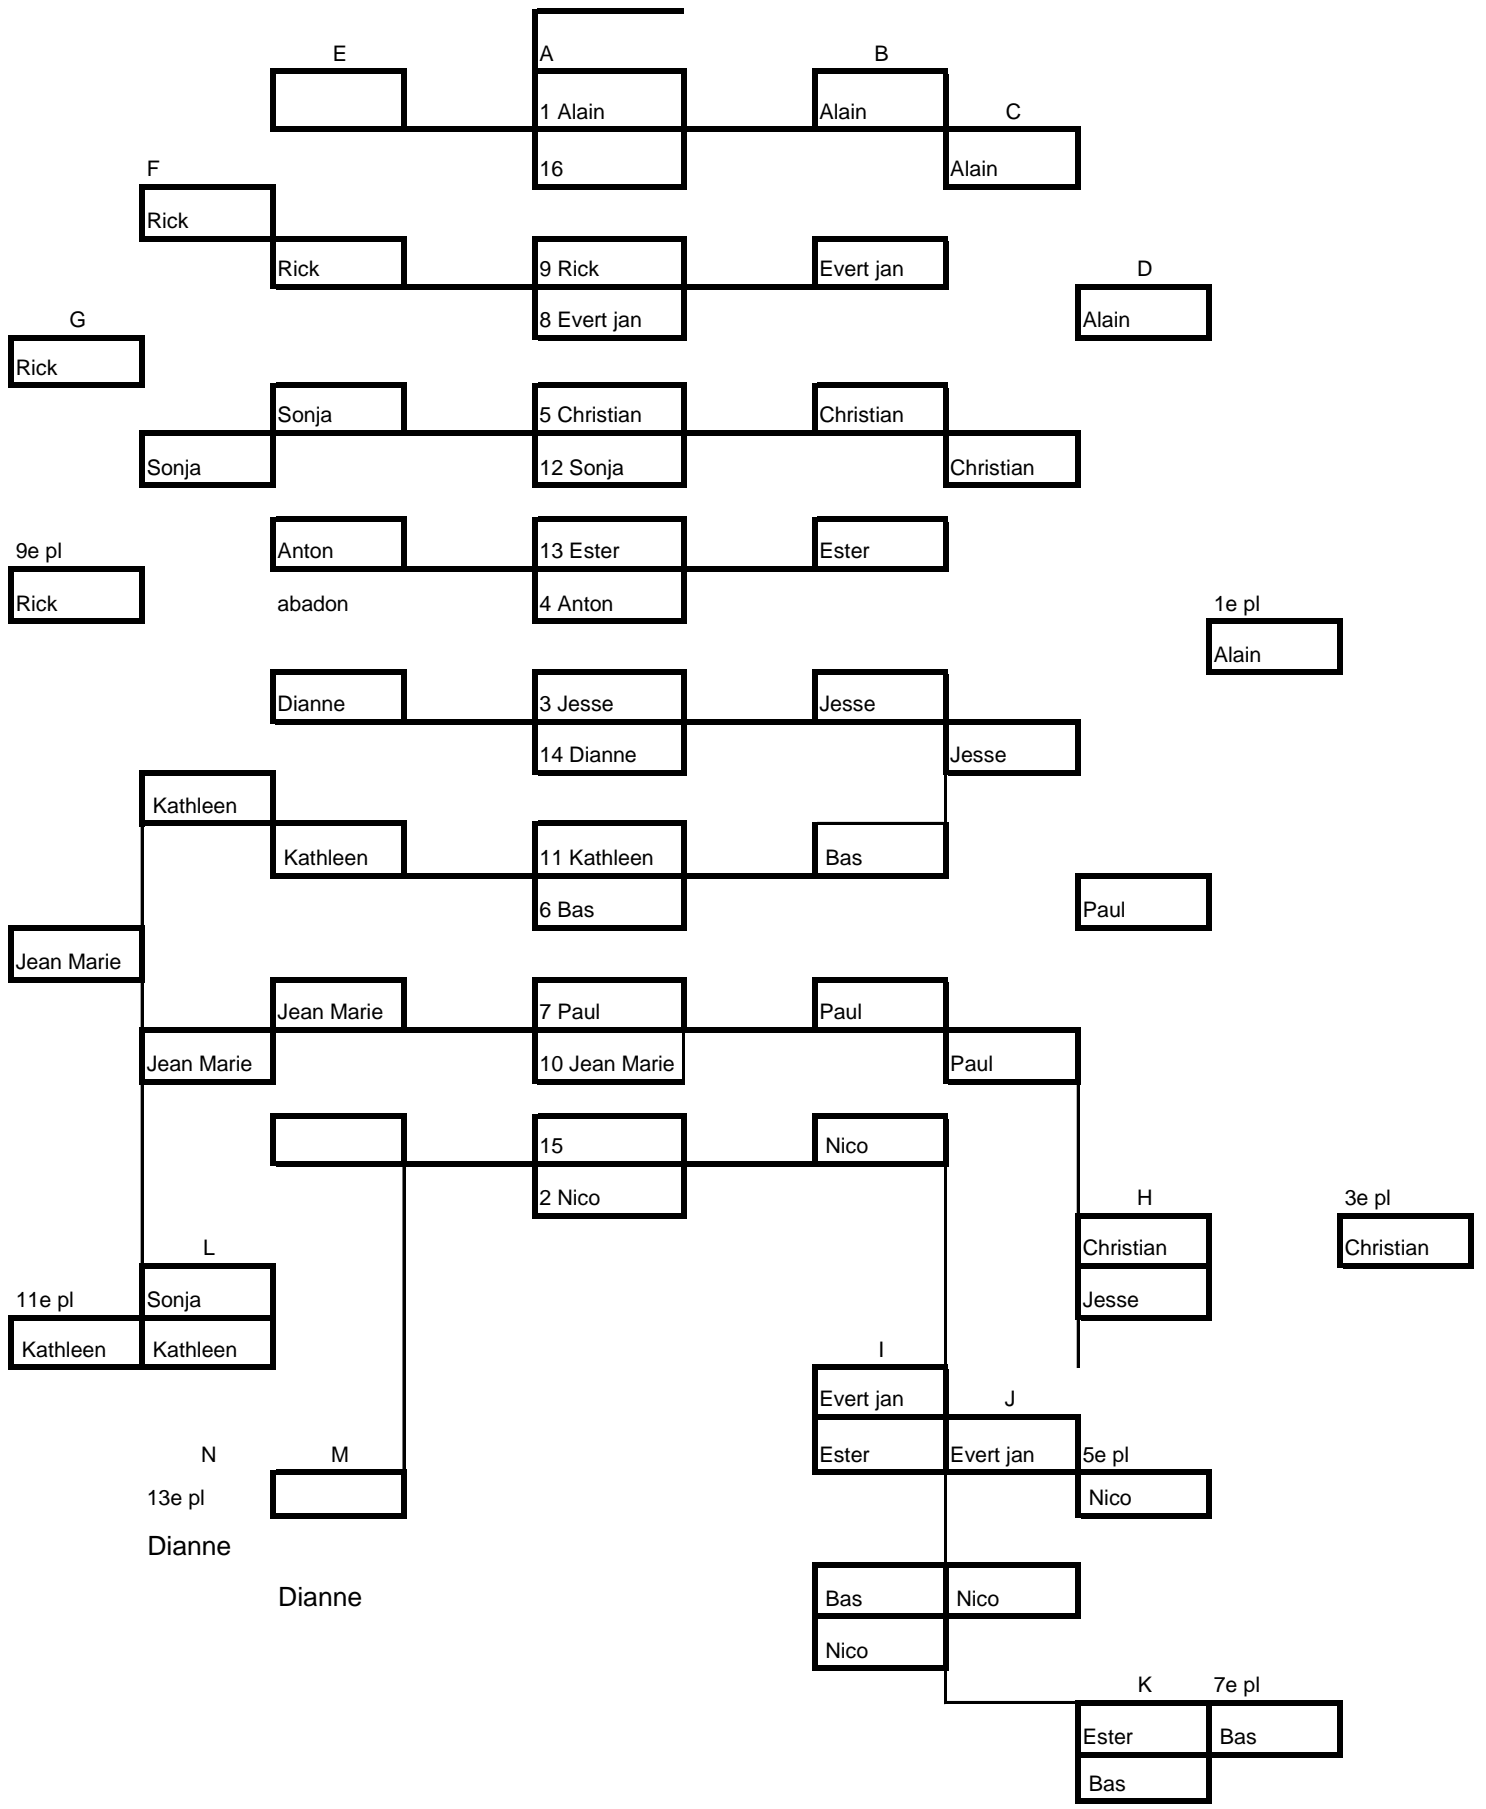 E A B
1 Alain Alain C
F 16 Alain
Rick
Rick 9 Rick Evert jan D
G 8 Evert jan Alain
Rick
Sonja 5 Christian Christian
Sonja 12 Sonja Christian
9e pl Anton 13 Ester Ester
Rick abadon 4 Anton 1e pl
Alain
Dianne 3 Jesse Jesse
14 Dianne Jesse
Kathleen
Kathleen 11 Kathleen Bas
6 Bas Paul
Jean Marie
Jean Marie 7 Paul Paul
Jean Marie 10 Jean Marie Paul
15 Nico
2 Nico H 3e pl
L Christian Christian
11e pl Sonja Jesse
Kathleen Kathleen I
Evert jan J
N M Ester Evert jan 5e pl
13e pl Nico
Dianne
Dianne Bas Nico
Nico
K 7e pl
Ester Bas
Bas